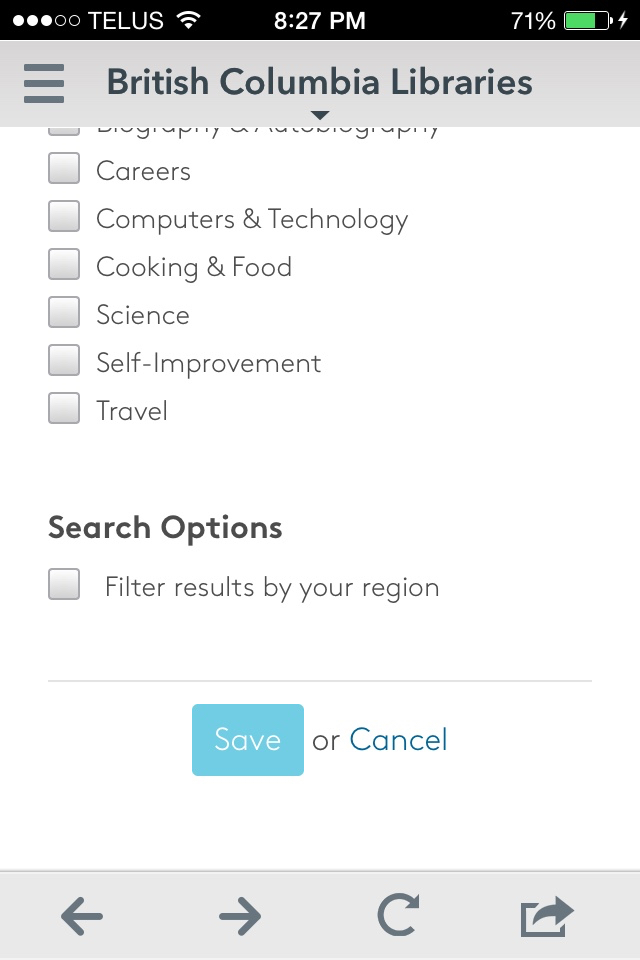 TELUS 8:27 PM 71%
British Columbia Libraries
Biography & Autobiography
Careers
Computers & Technology
Cooking & Food
Science
Self-Improvement
Travel
Search Options
Filter results by your region
Save or Cancel